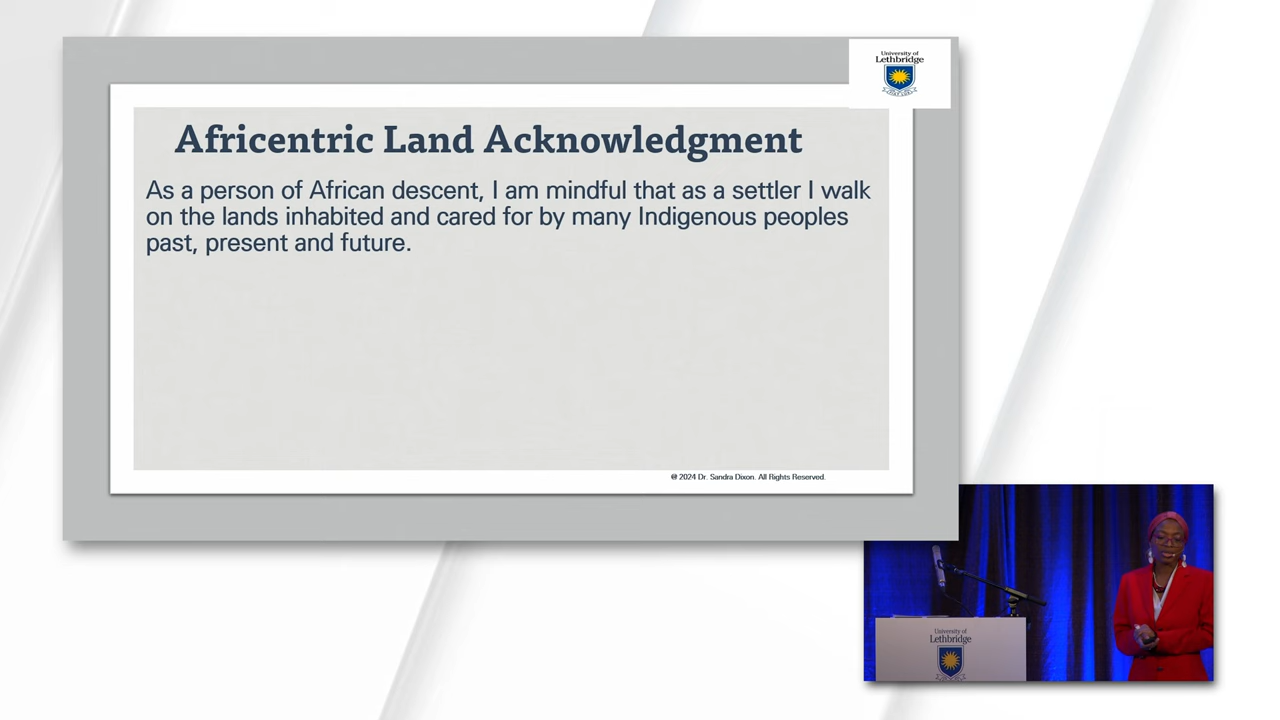 University of
Lethbridge
Africentric Land Acknowledgment
As a person of African descent, I am mindful that as a settler I walk
on the lands inhabited and cared for by many Indigenous peoples
past, present and future.
@ 2024 Dr. Sandra Dixon. All Rights Reserved.
University of
Lethbridge